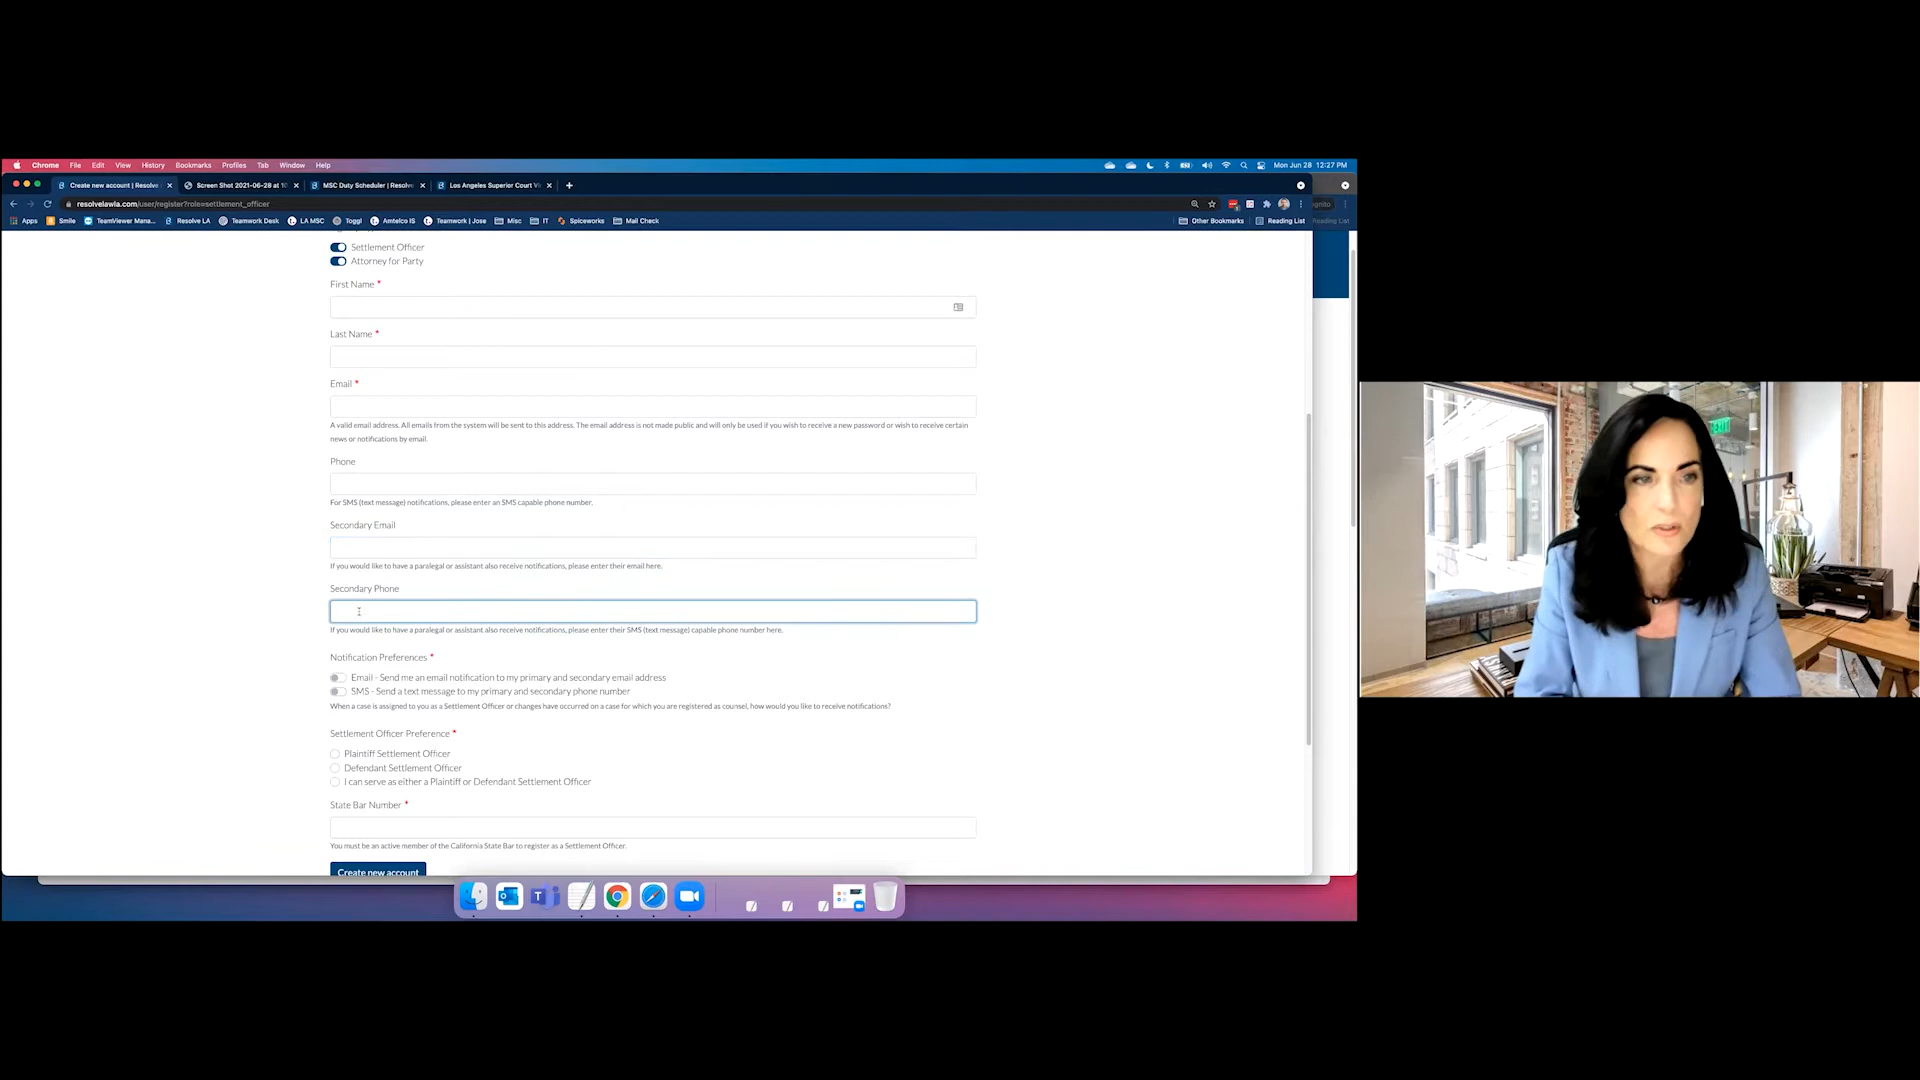 Chrome File Edit View History Bookmarks Profiles Tab Window Help Mon Jun 28 12:27 PM
Create new account | Resolve Screen Shot 2021-06-28 at 10 MSC Duty Scheduler | Resolve Los Angeles Superior Court Vi
resolvelawla.com/user/register?role=settlement_officer
Apps Smile TeamViewer Mana... Resolve LA Teamwork Desk LA MSC Toggl Amtelco IS Teamwork | Jose Misc IT Spiceworks Mail Check Other Bookmarks Reading List Reading List
Settlement Officer
Attorney for Party
First Name *
Last Name *
Email *
A valid email address. All emails from the system will be sent to this address. The email address is not made public and will only be used if you wish to receive a new password or wish to receive certain
news or notifications by email.
Phone
For SMS (text message) notifications, please enter an SMS capable phone number.
Secondary Email
If you would like to have a paralegal or assistant also receive notifications, please enter their email here.
Secondary Phone
If you would like to have a paralegal or assistant also receive notifications, please enter their SMS (text message) capable phone number here.
Notification Preferences *
Email - Send me an email notification to my primary and secondary email address
SMS - Send a text message to my primary and secondary phone number
When a case is assigned to you as a Settlement Officer or changes have occurred on a case for which you are registered as counsel, how would you like to receive notifications?
Settlement Officer Preference *
Plaintiff Settlement Officer
Defendant Settlement Officer
I can serve as either a Plaintiff or Defendant Settlement Officer
State Bar Number *
You must be an active member of the California State Bar to register as a Settlement Officer.
Create new account
EXIT